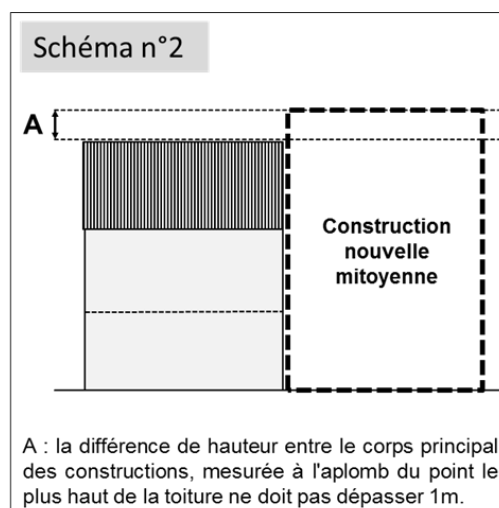 Schéma n°2
A
Construction
nouvelle
mitoyenne
A : la différence de hauteur entre le corps principal
des constructions, mesurée à l'aplomb du point le
plus haut de la toiture ne doit pas dépasser 1m.